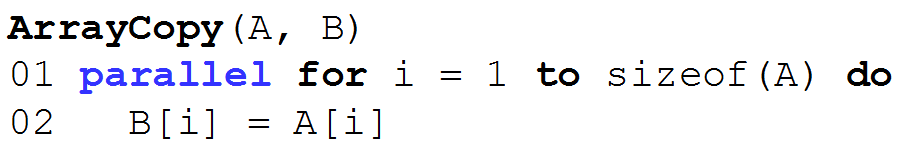 ArrayCopy(A, B)
01 parallel for i = 1 to sizeof(A) do
02   B[i] = A[i]